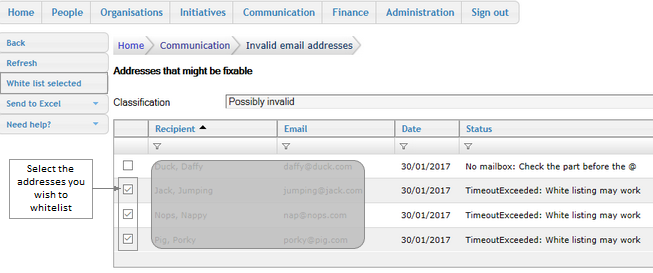 Home People Organisations Initiatives Communication Finance Administration Sign out
Back
Refresh
White list selected
Send to Excel
Need help?
Home Communication Invalid email addresses
Addresses that might be fixable
Classification Possibly invalid
Recipient Email Date Status
Duck, Daffy daffy@duck.com 30/01/2017 No mailbox: Check the part before the @
Jack, Jumping jumping@jack.com 30/01/2017 TimeoutExceeded: White listing may work
Nops, Nappy nap@nops.com 30/01/2017 TimeoutExceeded: White listing may work
Pig, Porky porky@pig.com 30/01/2017 TimeoutExceeded: White listing may work
Select the
addresses you
wish to
whitelist